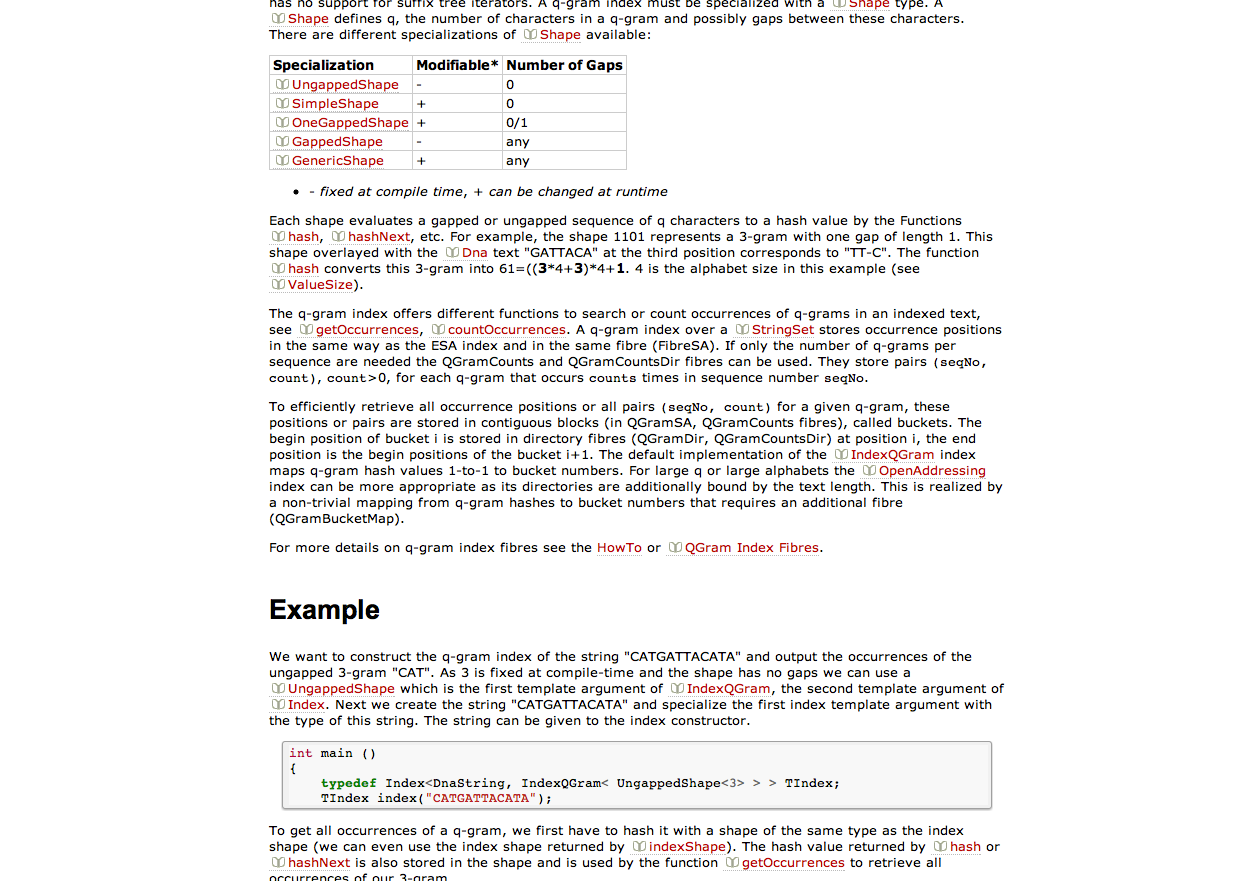 has no support for suffix tree iterators. A q-gram index must be specialized with a Shape type. A
Shape defines q, the number of characters in a q-gram and possibly gaps between these characters.
There are different specializations of Shape available:
Specialization Modifiable* Number of Gaps
UngappedShape - 0
SimpleShape + 0
OneGappedShape + 0/1
GappedShape - any
GenericShape + any
• - fixed at compile time, + can be changed at runtime
Each shape evaluates a gapped or ungapped sequence of q characters to a hash value by the Functions
hash, hashNext, etc. For example, the shape 1101 represents a 3-gram with one gap of length 1. This
shape overlayed with the Dna text "GATTACA" at the third position corresponds to "TT-C". The function
hash converts this 3-gram into 61=((3*4+3)*4+1. 4 is the alphabet size in this example (see
ValueSize).
The q-gram index offers different functions to search or count occurrences of q-grams in an indexed text,
see getOccurrences, countOccurrences. A q-gram index over a StringSet stores occurrence positions
in the same way as the ESA index and in the same fibre (FibreSA). If only the number of q-grams per
sequence are needed the QGramCounts and QGramCountsDir fibres can be used. They store pairs (seqNo,
count), count>0, for each q-gram that occurs counts times in sequence number seqNo.
To efficiently retrieve all occurrence positions or all pairs (seqNo, count) for a given q-gram, these
positions or pairs are stored in contiguous blocks (in QGramSA, QGramCounts fibres), called buckets. The
begin position of bucket i is stored in directory fibres (QGramDir, QGramCountsDir) at position i, the end
position is the begin positions of the bucket i+1. The default implementation of the IndexQGram index
maps q-gram hash values 1-to-1 to bucket numbers. For large q or large alphabets the OpenAddressing
index can be more appropriate as its directories are additionally bound by the text length. This is realized by
a non-trivial mapping from q-gram hashes to bucket numbers that requires an additional fibre
(QGramBucketMap).
For more details on q-gram index fibres see the HowTo or QGram Index Fibres.
Example
We want to construct the q-gram index of the string "CATGATTACATA" and output the occurrences of the
ungapped 3-gram "CAT". As 3 is fixed at compile-time and the shape has no gaps we can use a
UngappedShape which is the first template argument of IndexQGram, the second template argument of
Index. Next we create the string "CATGATTACATA" and specialize the first index template argument with
the type of this string. The string can be given to the index constructor.
int main ()
{
typedef Index<DnaString, IndexQGram< UngappedShape<3> > > TIndex;
TIndex index("CATGATTACATA");
To get all occurrences of a q-gram, we first have to hash it with a shape of the same type as the index
shape (we can even use the index shape returned by indexShape). The hash value returned by hash or
hashNext is also stored in the shape and is used by the function getOccurrences to retrieve all
occurrences of our 3-gram.